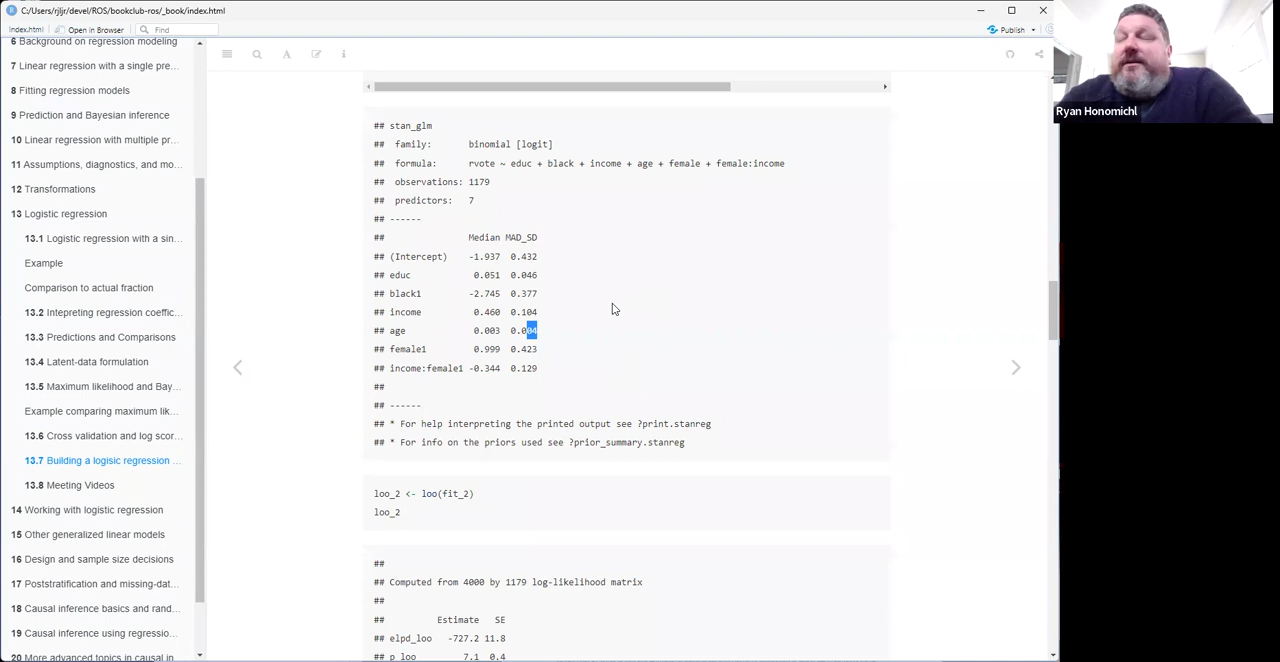 C:/Users/rjljr/devel/ROS/bookclub-ros/_book/index.html
index.html Open in Browser Find Publish
6 Background on regression modeling
7 Linear regression with a single pre...
8 Fitting regression models
9 Prediction and Bayesian inference
10 Linear regression with multiple pr...
11 Assumptions, diagnostics, and mo...
12 Transformations
13 Logistic regression
13.1 Logistic regression with a sin...
Example
Comparison to actual fraction
13.2 Intepreting regression coeffic...
13.3 Predictions and Comparisons
13.4 Latent-data formulation
13.5 Maximum likelihood and Bay...
Example comparing maximum lik...
13.6 Cross validation and log scor...
13.7 Building a logisic regression ...
13.8 Meeting Videos
14 Working with logistic regression
15 Other generalized linear models
16 Design and sample size decisions
17 Poststratification and missing-dat...
18 Causal inference basics and rand...
19 Causal inference using regressio...
20 More advanced topics in causal in
## stan_glm
## family: binomial [logit]
## formula: rvote ~ educ + black + income + age + female + female:income
## observations: 1179
## predictors: 7
## ------
## Median MAD_SD
## (Intercept) -1.937 0.432
## educ 0.051 0.046
## black1 -2.745 0.377
## income 0.460 0.104
## age 0.003 0.004
## female1 0.999 0.423
## income:female1 -0.344 0.129
##
## ------
## * For help interpreting the printed output see ?print.stanreg
## * For info on the priors used see ?prior_summary.stanreg
loo_2 <- loo(fit_2)
loo_2
##
## Computed from 4000 by 1179 log-likelihood matrix
##
## Estimate SE
## elpd_loo -727.2 11.8
## p_loo 7.1 0.4
Ryan Honomichl